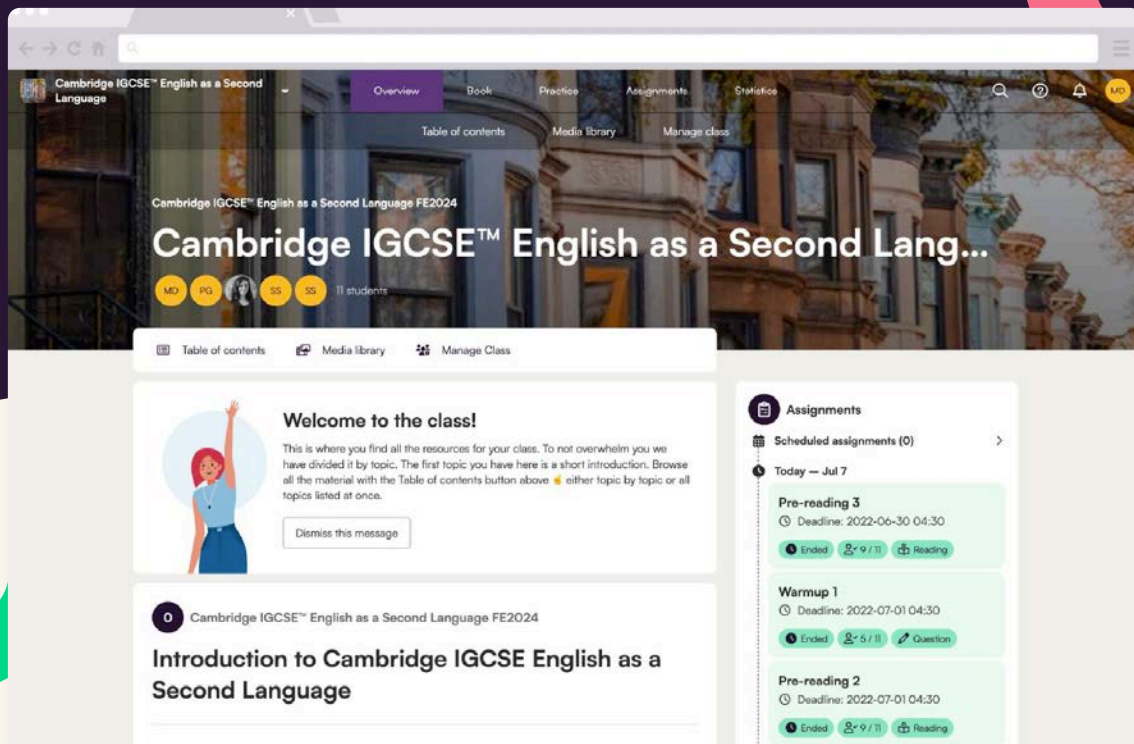 Cambridge IGCSE™ English as a Second
Language
Overview
Book
Practice
Assignments
Statistics
MD
Table of contents
Media library
Manage class
Cambridge IGCSE™ English as a Second Language FE2024
Cambridge IGCSE™ English as a Second Lang...
MD
PG
SS
SS
11 students
Table of contents
Media library
Manage Class
Welcome to the class!
This is where you find all the resources for your class. To not overwhelm you we
have divided it by topic. The first topic you have here is a short introduction. Browse
all the material with the Table of contents button above ☝ either topic by topic or all
topics listed at once.
Dismiss this message
0
Cambridge IGCSE™ English as a Second Language FE2024
Introduction to Cambridge IGCSE English as a
Second Language
Assignments
Scheduled assignments (0)
Today — Jul 7
Pre-reading 3
Deadline: 2022-06-30 04:30
Ended
9 / 11
Reading
Warmup 1
Deadline: 2022-07-01 04:30
Ended
5 / 11
Question
Pre-reading 2
Deadline: 2022-07-01 04:30
Ended
9 / 11
Reading